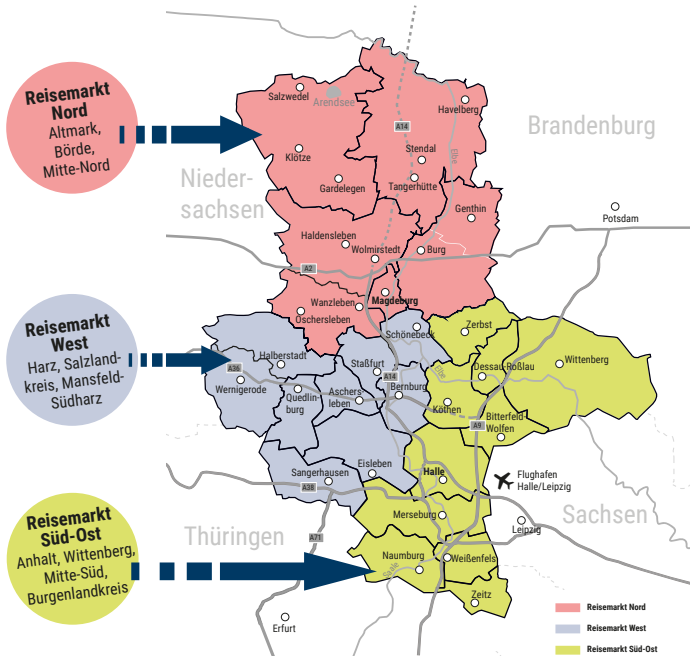 Reisemarkt
Nord
Altmark,
Börde,
Mitte-Nord
Reisemarkt
West
Harz, Salzland-
kreis, Mansfeld-
Südharz
Reisemarkt
Süd-Ost
Anhalt, Wittenberg,
Mitte-Süd,
Burgenlandkreis
Salzwedel
Arendsee
Havelberg
Brandenburg
A14
Stendal
Elbe
Klötze
Gardelegen
Tangerhütte
Nieder-
sachsen
Genthin
Potsdam
Haldensleben
Wolmirstedt
Burg
A2
Magdeburg
Wanzleben
Oschersleben
Schönebeck
Zerbst
Halberstadt
Staßfurt
Elbe
Dessau-Roßlau
Wittenberg
A36
A14
Wernigerode
Quedlin-
burg
Aschers-
leben
Bernburg
Köthen
Bitterfeld-
Wolfen
A9
Eisleben
Sangerhausen
Halle
Flughafen
Halle/Leipzig
A38
Merseburg
Sachsen
Leipzig
Thüringen
A71
Naumburg
Weißenfels
Saale
Zeitz
Erfurt
Reisemarkt Nord
Reisemarkt West
Reisemarkt Süd-Ost